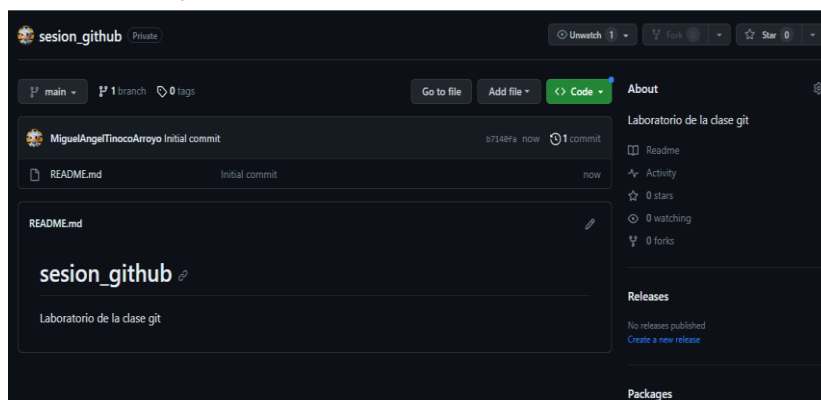 sesion_github Private
Unwatch 1 Fork 0 Star 0
main 1 branch 0 tags Go to file Add file Code
MiguelAngelTinocoArroyo Initial commit b7140fa now 1 commit
README.md Initial commit now
README.md
sesion_github
Laboratorio de la clase git
About
Laboratorio de la clase git
Readme
Activity
0 stars
0 watching
0 forks
Releases
No releases published
Create a new release
Packages